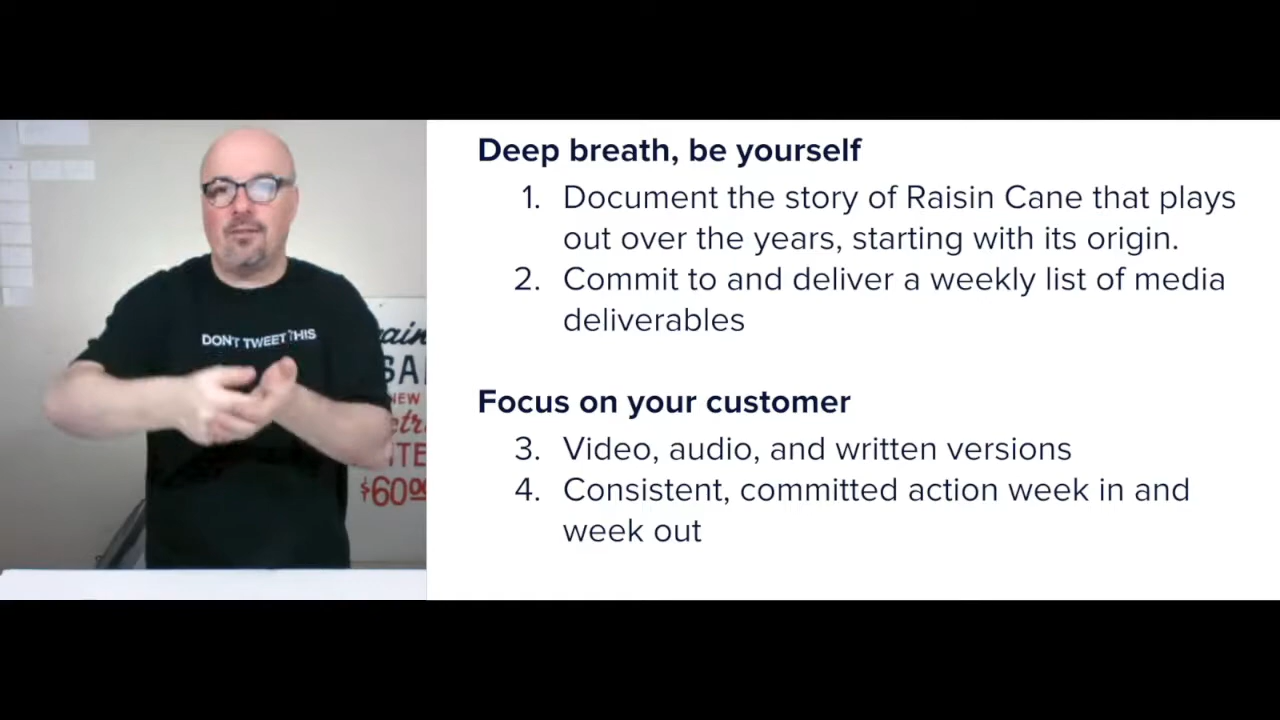 Deep breath, be yourself
1. Document the story of Raisin Cane that plays
out over the years, starting with its origin.
2. Commit to and deliver a weekly list of media
deliverables
Focus on your customer
3. Video, audio, and written versions
4. Consistent, committed action week in and
week out
DON'T TWEET THIS
NEW
$60